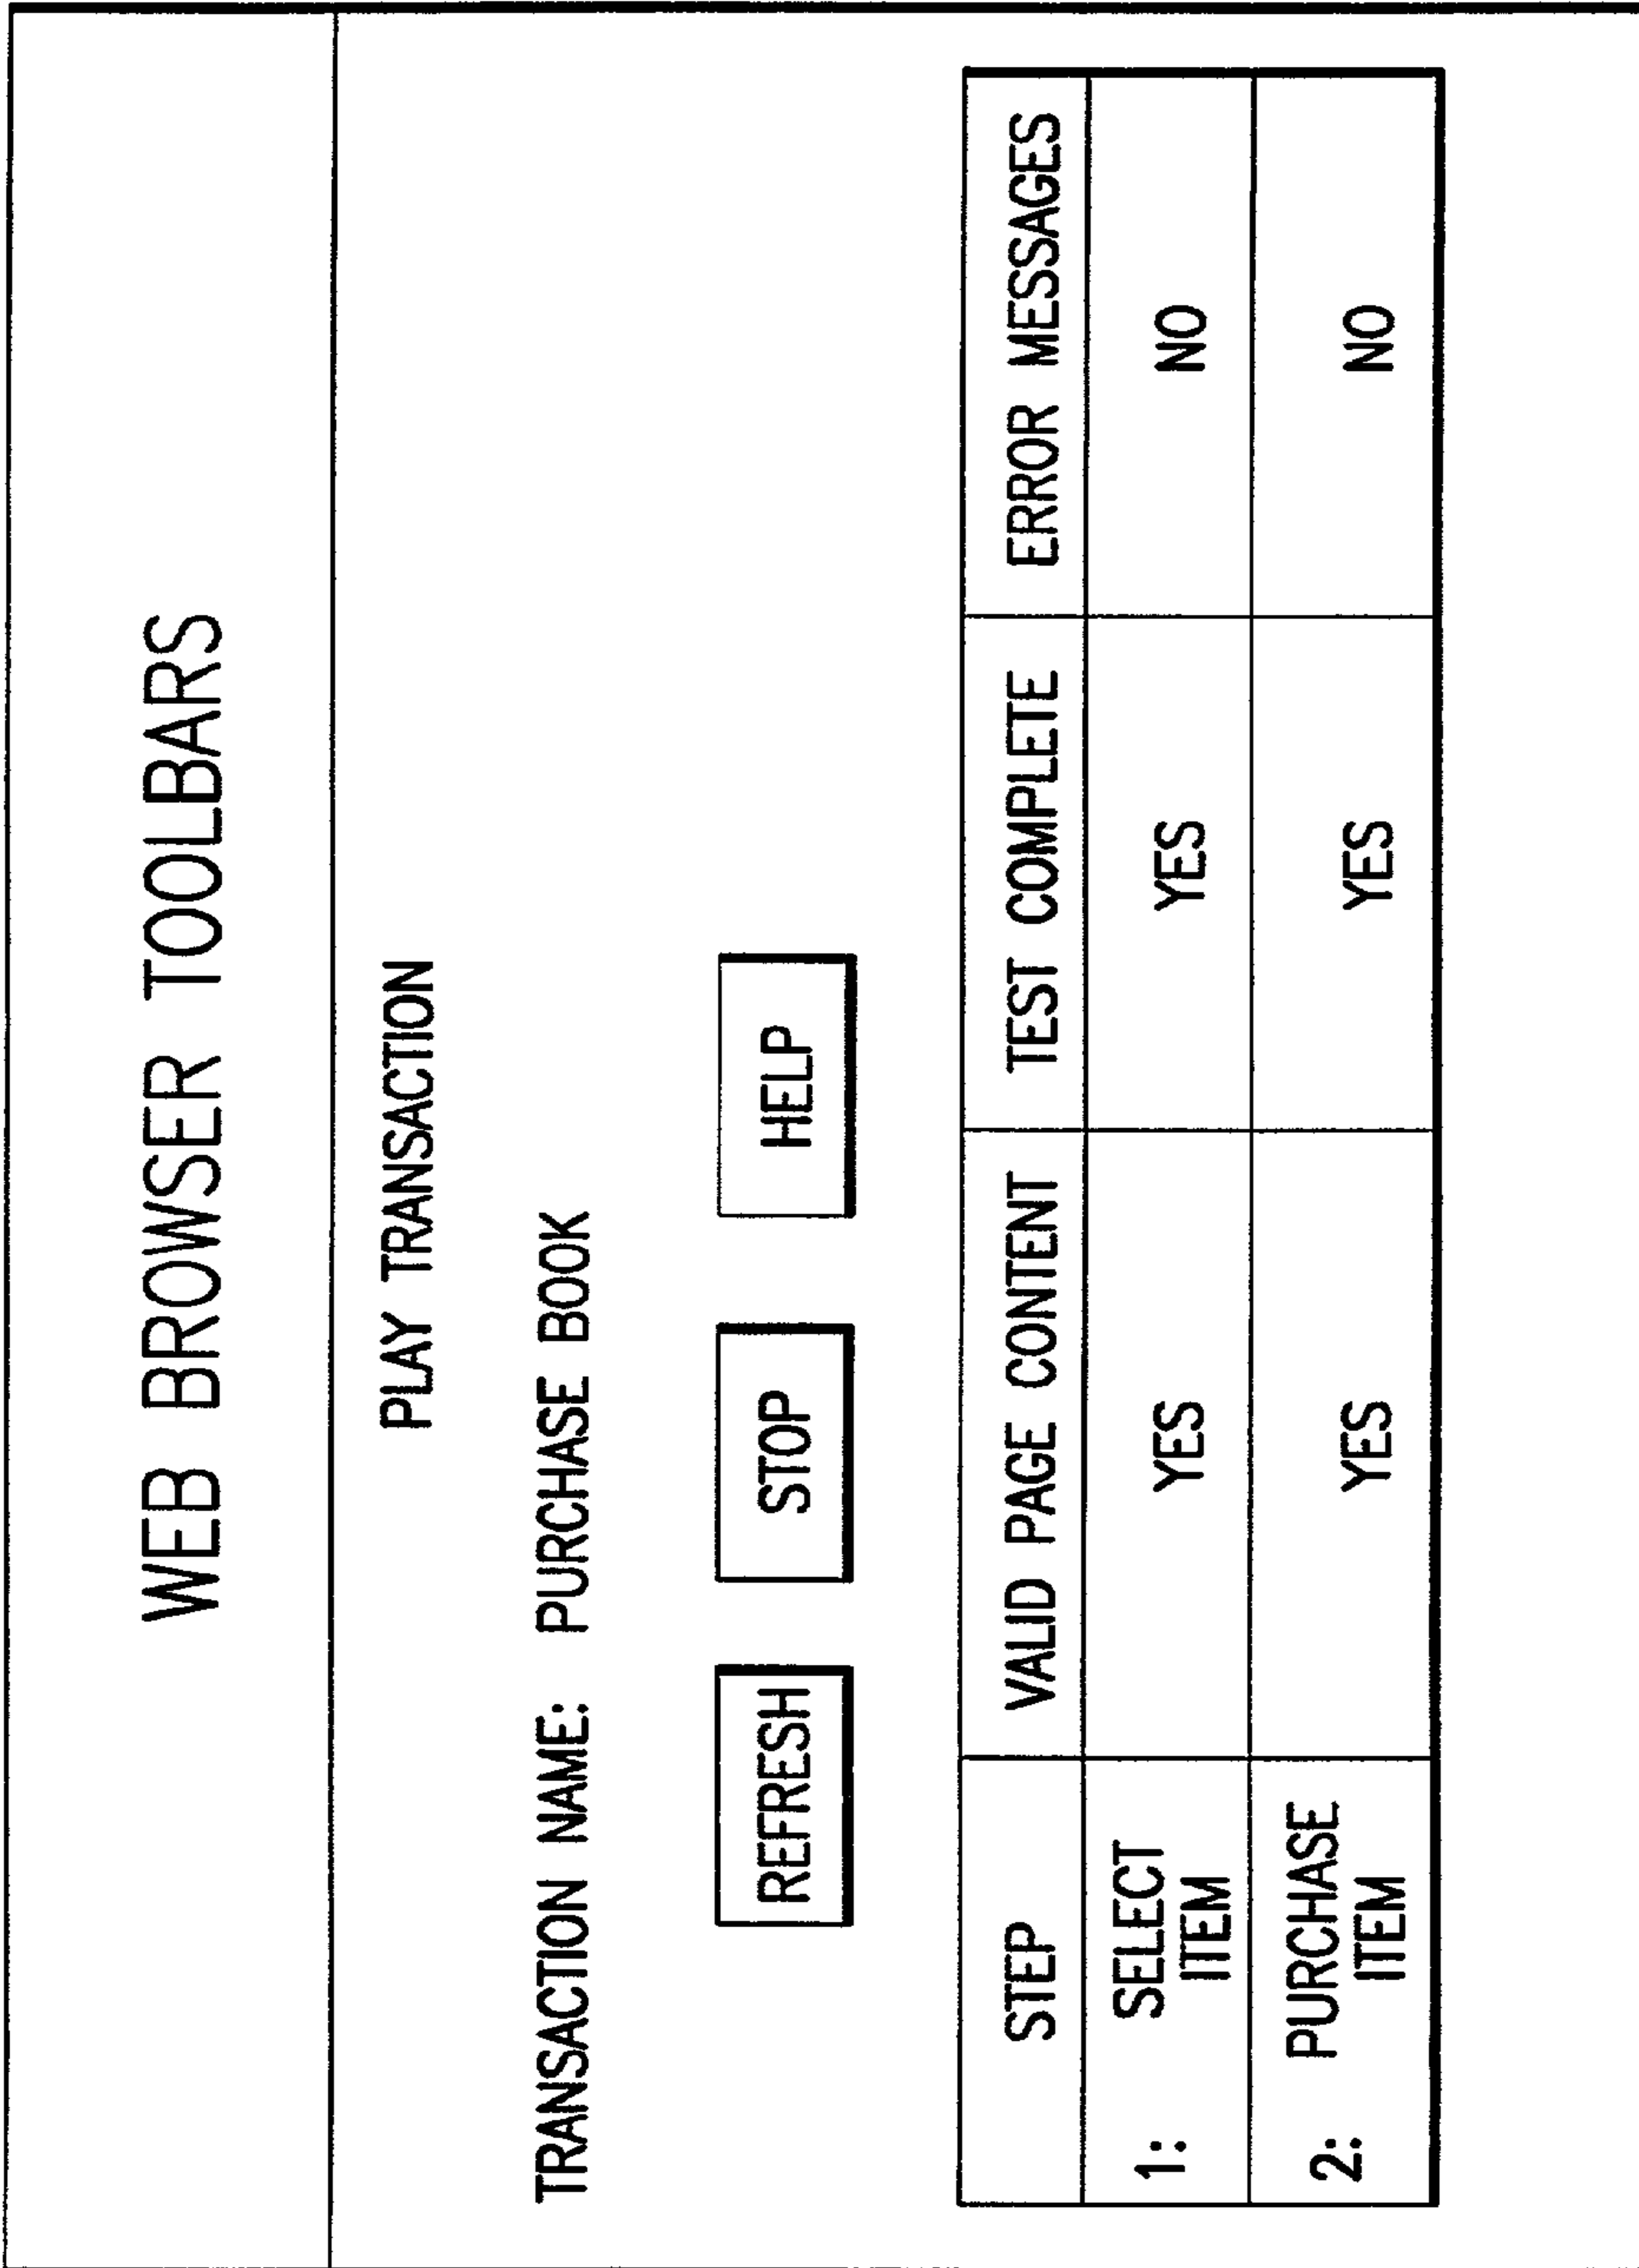 WEB BROWSER TOOLBARS
PLAY TRANSACTION
TRANSACTION NAME: PURCHASE BOOK
REFRESH STOP HELP
STEP VALID PAGE CONTENT TEST COMPLETE ERROR MESSAGES
1: SELECT ITEM YES YES NO
2: PURCHASE ITEM YES YES NO